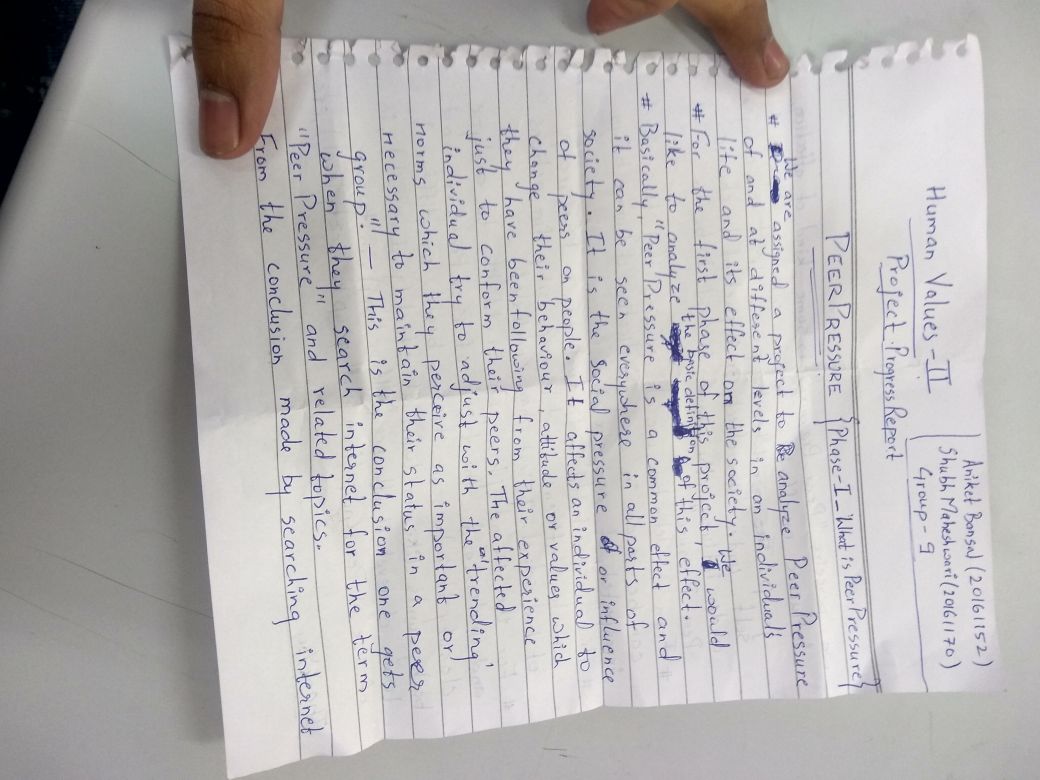 Aniket Bansal (20161152)
Shubh Maheshwari (20161170)
Group - 9
Human Values - II
Project Progress Report
PEER PRESSURE {Phase-I - What is Peer Pressure}
# We are assigned a project to analyze Peer Pressure
of and at different levels in an individuals
life and its effect on the society. We
# For the first phase of this project, would
like to analyze the basic definition of this effect.
# Basically, "Peer Pressure is a common effect and
it can be seen everywhere in all parts of
society. It is the social pressure or influence
of peers on people. It affects an individual to
change their behaviour, attitude or values which
they have been following from their experience
just to conform their peers. The affected
individual try to adjust with the "trending"
norms which they perceive as important or
necessary to maintain their status in a peer
group." — This is the conclusion one gets
when "they" search internet for the term
"Peer Pressure" and related topics.
From the conclusion made by searching internet